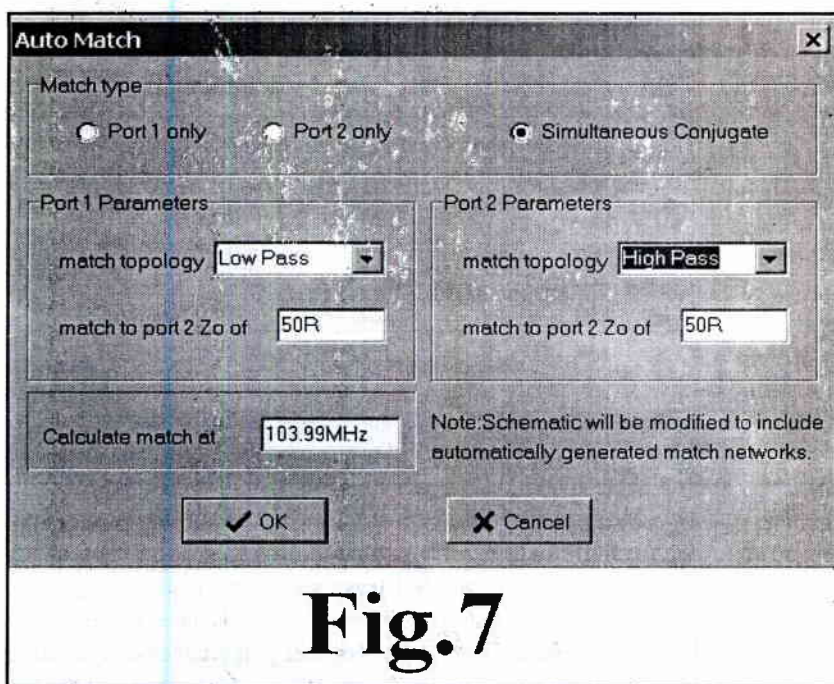 Auto Match
Match type
Port 1 only
Port 2 only
Simultaneous Conjugate
Port 1 Parameters
match topology Low Pass
match to port 2 Zo of 50R
Port 2 Parameters
match topology High Pass
match to port 2 Zo of 50R
Calculate match at 103.99MHz
Note:Schematic will be modified to include
automatically generated match networks.
OK
Cancel
Fig.7